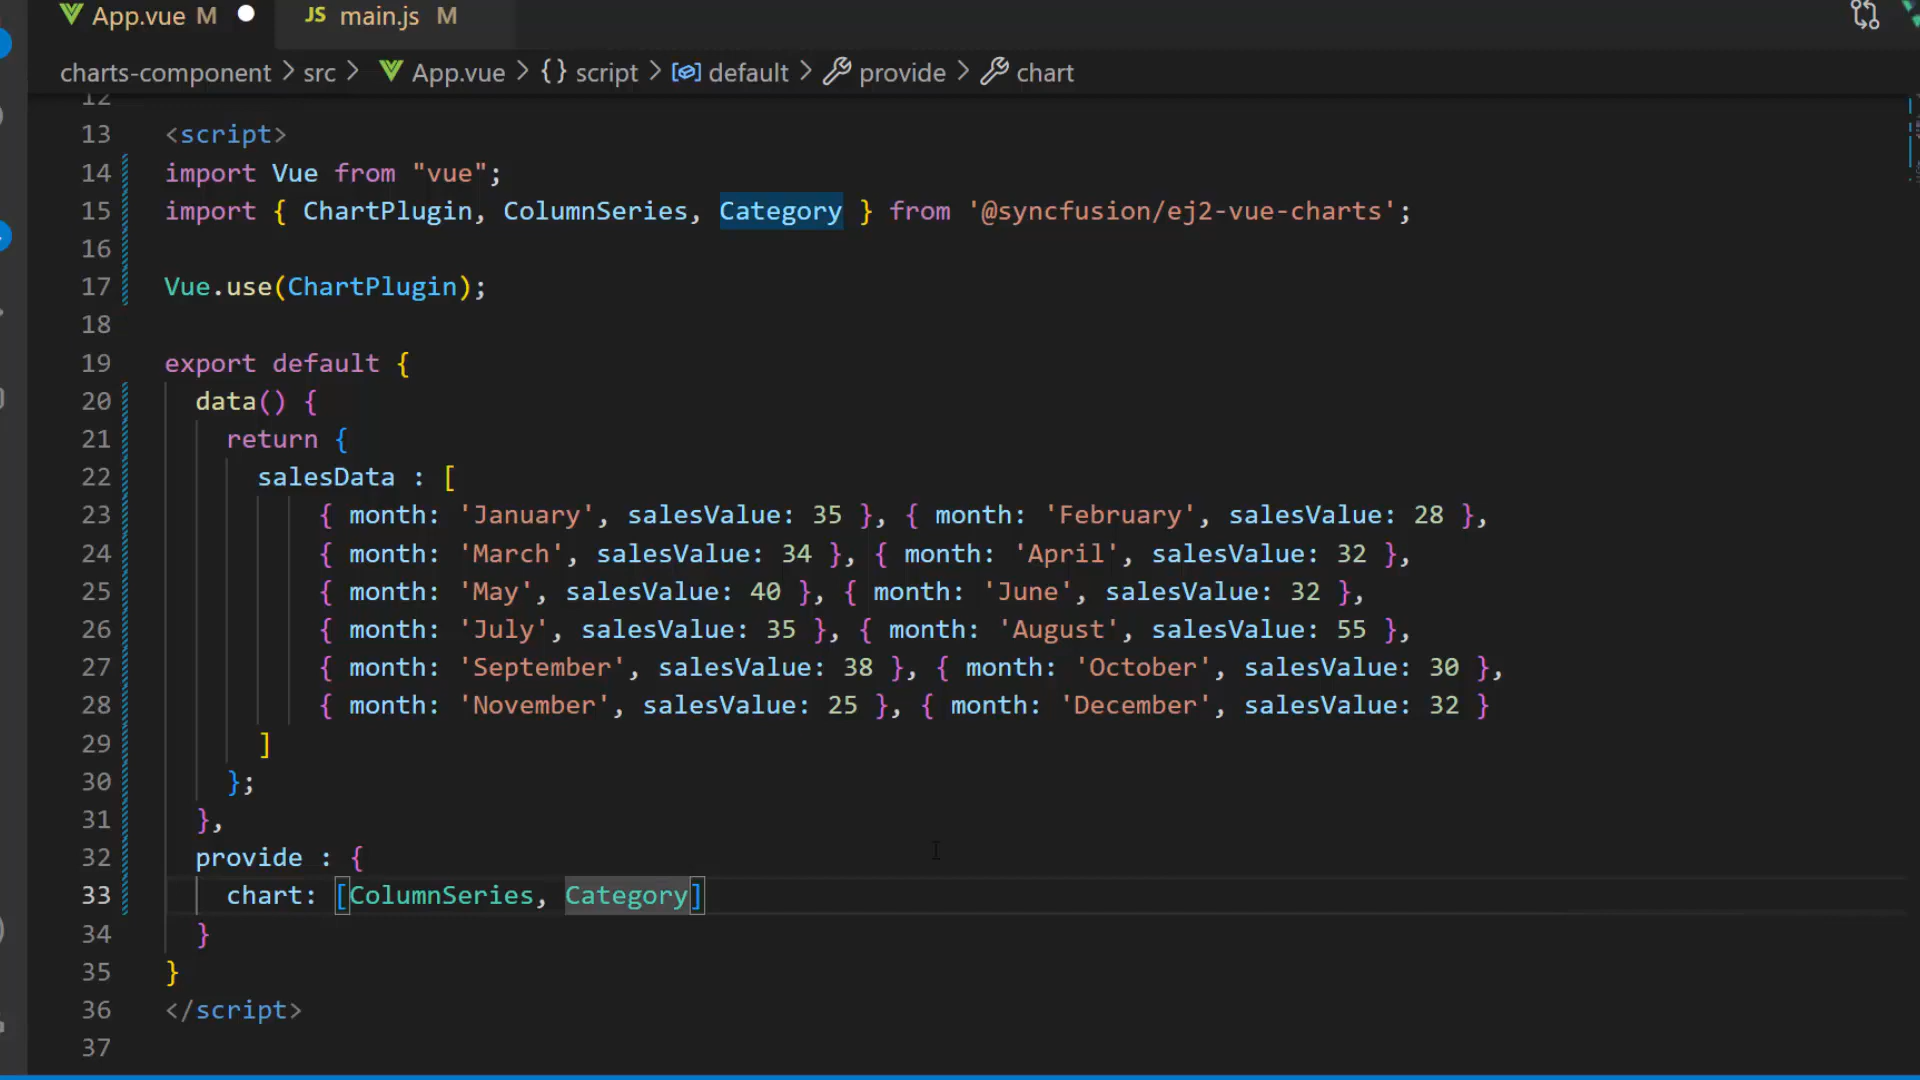 App.vue M JS main.js M
charts-component > src > App.vue > {} script > default > provide > chart
12
13 <script>
14 import Vue from "vue";
15 import { ChartPlugin, ColumnSeries, Category } from '@syncfusion/ej2-vue-charts';
16
17 Vue.use(ChartPlugin);
18
19 export default {
20 data() {
21 return {
22 salesData : [
23 { month: 'January', salesValue: 35 }, { month: 'February', salesValue: 28 },
24 { month: 'March', salesValue: 34 }, { month: 'April', salesValue: 32 },
25 { month: 'May', salesValue: 40 }, { month: 'June', salesValue: 32 },
26 { month: 'July', salesValue: 35 }, { month: 'August', salesValue: 55 },
27 { month: 'September', salesValue: 38 }, { month: 'October', salesValue: 30 },
28 { month: 'November', salesValue: 25 }, { month: 'December', salesValue: 32 }
29 ]
30 };
31 },
32 provide : {
33 chart: [ColumnSeries, Category]
34 }
35 }
36 </script>
37